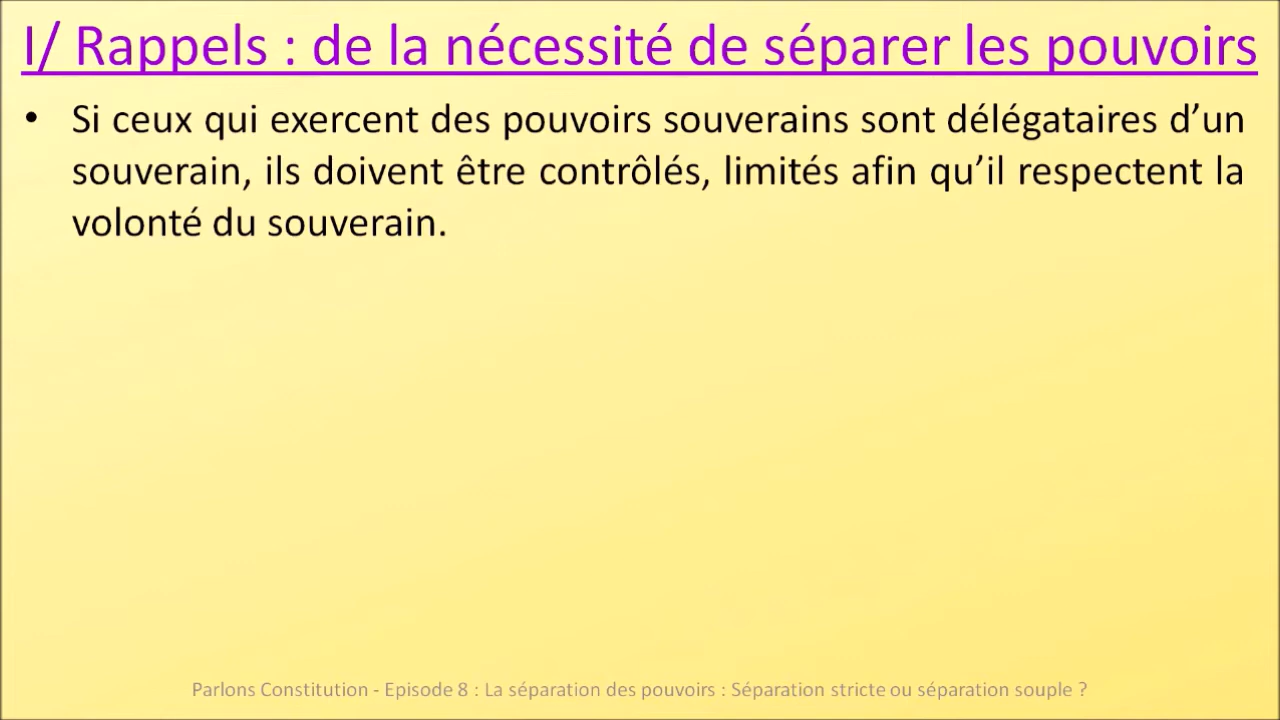 I/ Rappels : de la nécessité de séparer les pouvoirs
• Si ceux qui exercent des pouvoirs souverains sont délégataires d’un
souverain, ils doivent être contrôlés, limités afin qu’il respectent la
volonté du souverain.
Parlons Constitution - Episode 8 : La séparation des pouvoirs : Séparation stricte ou séparation souple ?